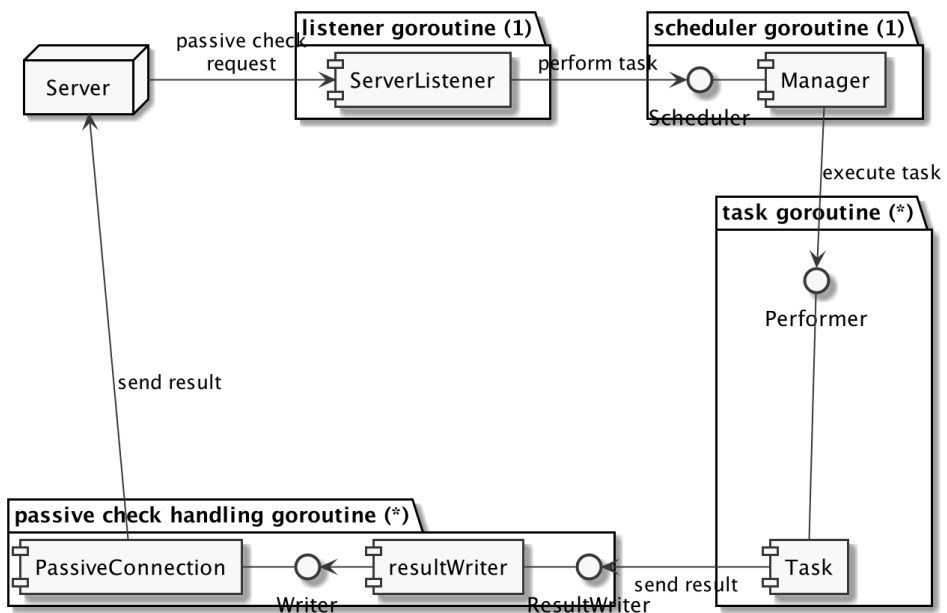 listener goroutine (1)
scheduler goroutine (1)
passive check
request
Server
ServerListener
perform task
Manager
Scheduler
execute task
task goroutine (*)
Performer
send result
passive check handling goroutine (*)
PassiveConnection
resultWriter
Task
send result
Writer
ResultWriter